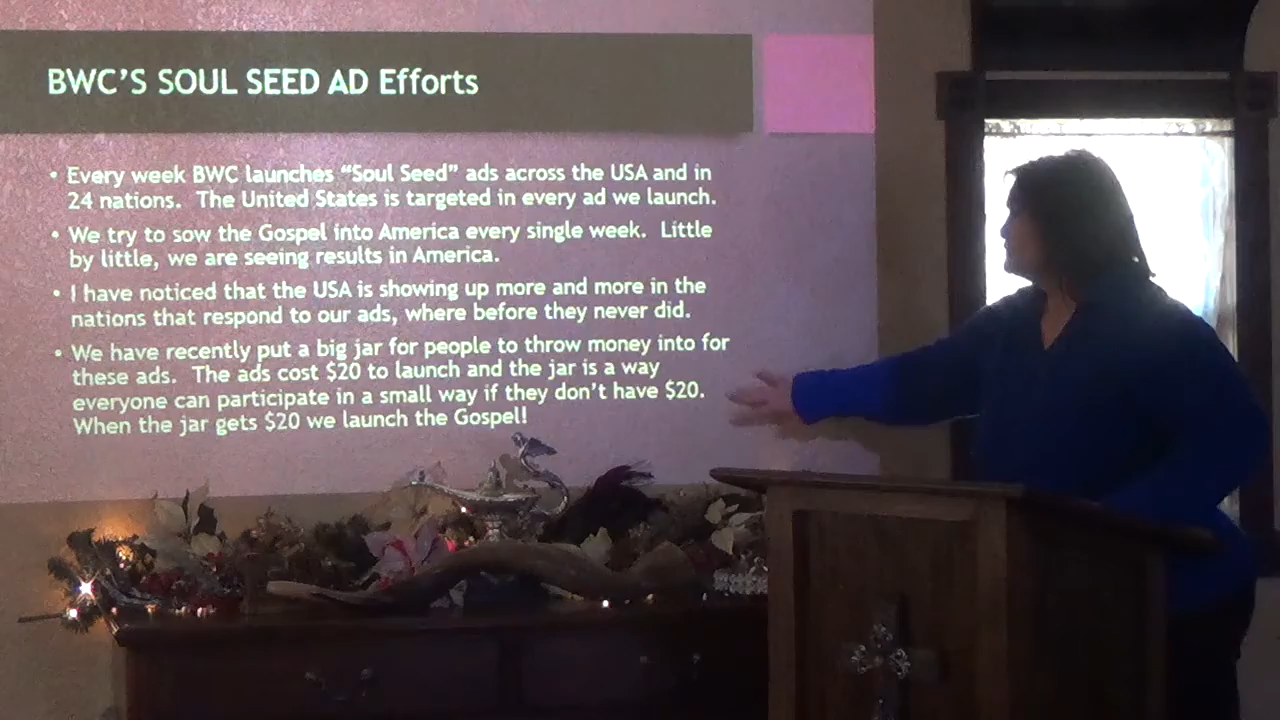 BWC'S SOUL SEED AD Efforts
• Every week BWC launches “Soul Seed” ads across the USA and in
24 nations. The United States is targeted in every ad we launch.
• We try to sow the Gospel into America every single week. Little
by little, we are seeing results in America.
• I have noticed that the USA is showing up more and more in the
nations that respond to our ads, where before they never did.
• We have recently put a big jar for people to throw money into for
these ads. The ads cost $20 to launch and the jar is a way
everyone can participate in a small way if they don't have $20.
When the jar gets $20 we launch the Gospel!